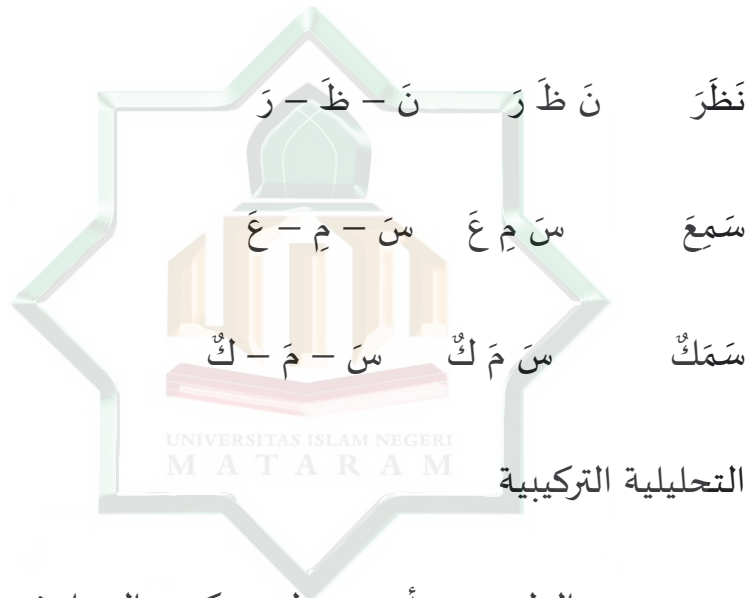 نَظَرَ نَ ظَ رَ نَ – ظَ – رَ
سَمِعَ سَ مِ عَ سَ – مِ – عَ
سَمَكٌ سَ مَ كٌ سَ – مَ – كٌ
UNIVERSITAS ISLAM NEGERI
MATARAM
التحليلية التركيبية